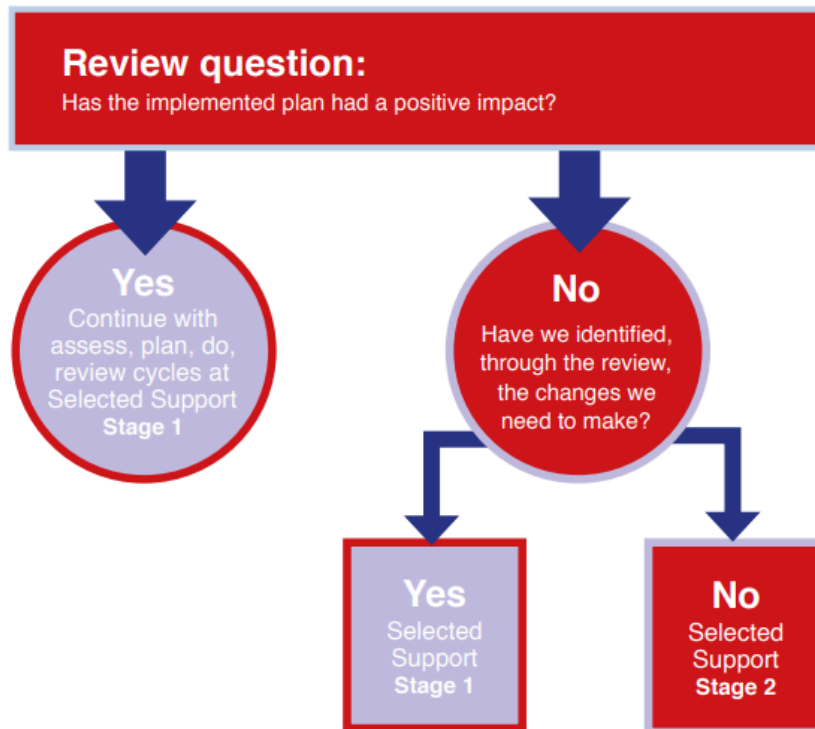 Review question:
Has the implemented plan had a positive impact?
Yes
Continue with
assess, plan, do,
review cycles at
Selected Support
Stage 1
No
Have we identified,
through the review,
the changes we
need to make?
Yes
Selected
Support
Stage 1
No
Selected
Support
Stage 2